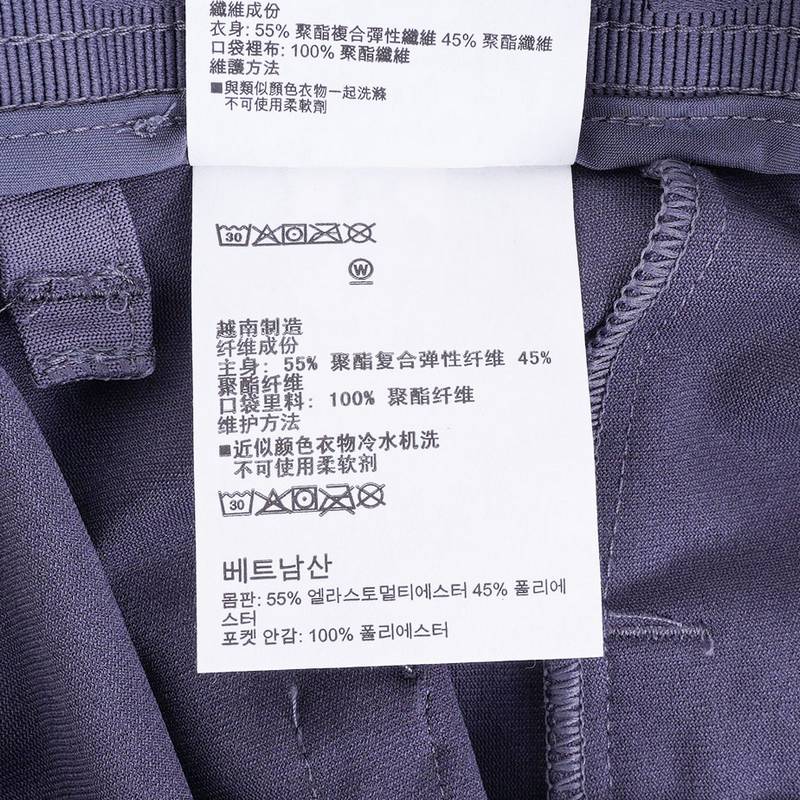 纖維成份
衣身: 55% 聚酯複合彈性纖維 45% 聚酯纖維
口袋裡布: 100% 聚酯纖維
維護方法
■與類似顏色衣物一起洗滌
不可使用柔軟劑
30
W
越南制造
纤维成份
主身: 55% 聚酯复合弹性纤维 45%
聚酯纤维
口袋里料: 100% 聚酯纤维
维护方法
■近似颜色衣物冷水机洗
不可使用柔软剂
30
베트남산
몸판: 55% 엘라스토멀티에스터 45% 폴리에
스터
포켓 안감: 100% 폴리에스터